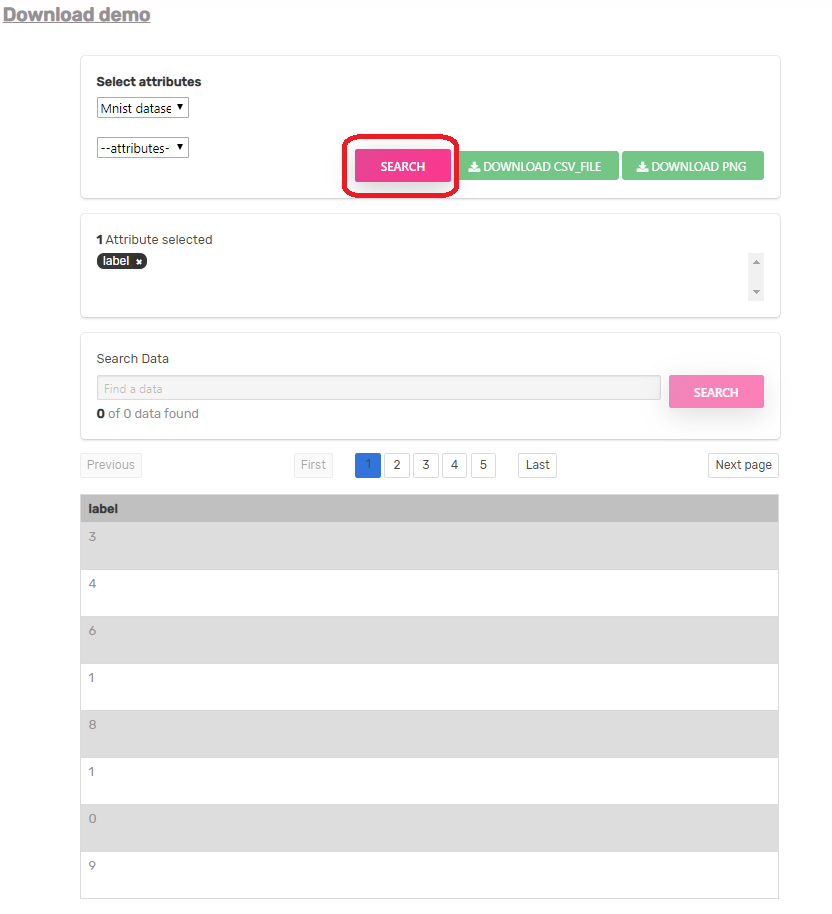 Download demo
Select attributes
Mnist datase
--attributes-
SEARCH DOWNLOAD CSV_FILE DOWNLOAD PNG
1 Attribute selected
label ×
Search Data
Find a data
SEARCH
0 of 0 data found
Previous First 1 2 3 4 5 Last Next page
label
3
4
6
1
8
1
0
9